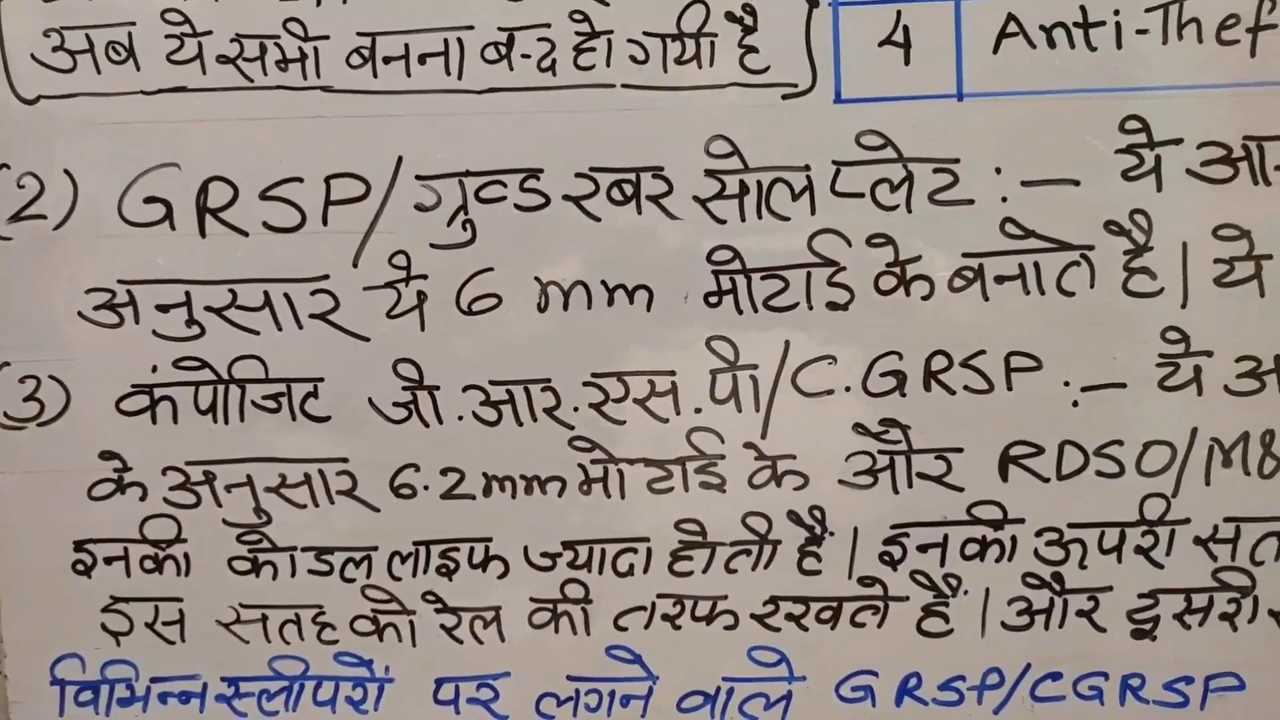 अब ये सभी बनना बन्द हो गयी है
4 Anti-Thef
(2) GRSP/ग्रुव्ड रबर सोल प्लेट :- ये आ
अनुसार ये 6 mm मोटाई के बनाते है। ये
(3) कंपोजिट जी.आर.एस.पी/C.GRSP :- ये अ
के अनुसार 6.2mm मोटाई के और RDSO/M&
इनकी कोडल लाइफ ज्यादा होती है। इनकी ऊपरी सत
इस सतह को रेल की तरफ रखते हैं। और दूसरी
विभिन्न स्लीपरों पर लगने वाले GRSP/CGRSP